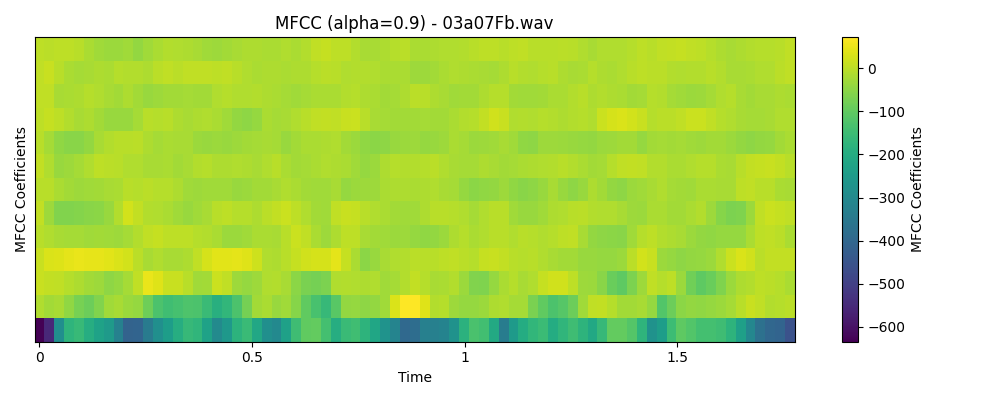 MFCC (alpha=0.9) - 03a07Fb.wav
MFCC Coefficients
0
0.5
1
1.5
Time
0
−100
−200
−300
−400
−500
−600
MFCC Coefficients